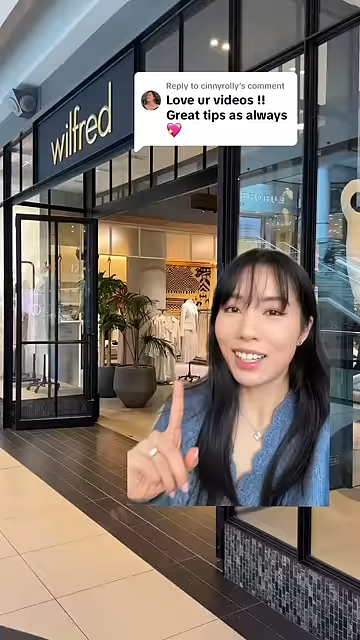 Reply to cinnyrolly's comment
Love ur videos !!
Great tips as always
💖
wilfred